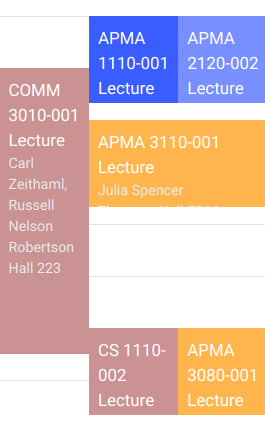 APMA
1110-001
Lecture
APMA
2120-002
Lecture
COMM
3010-001
Lecture
Carl
Zeithaml,
Russell
Nelson
Robertson
Hall 223
APMA 3110-001
Lecture
Julia Spencer
CS 1110-
002
Lecture
APMA
3080-001
Lecture